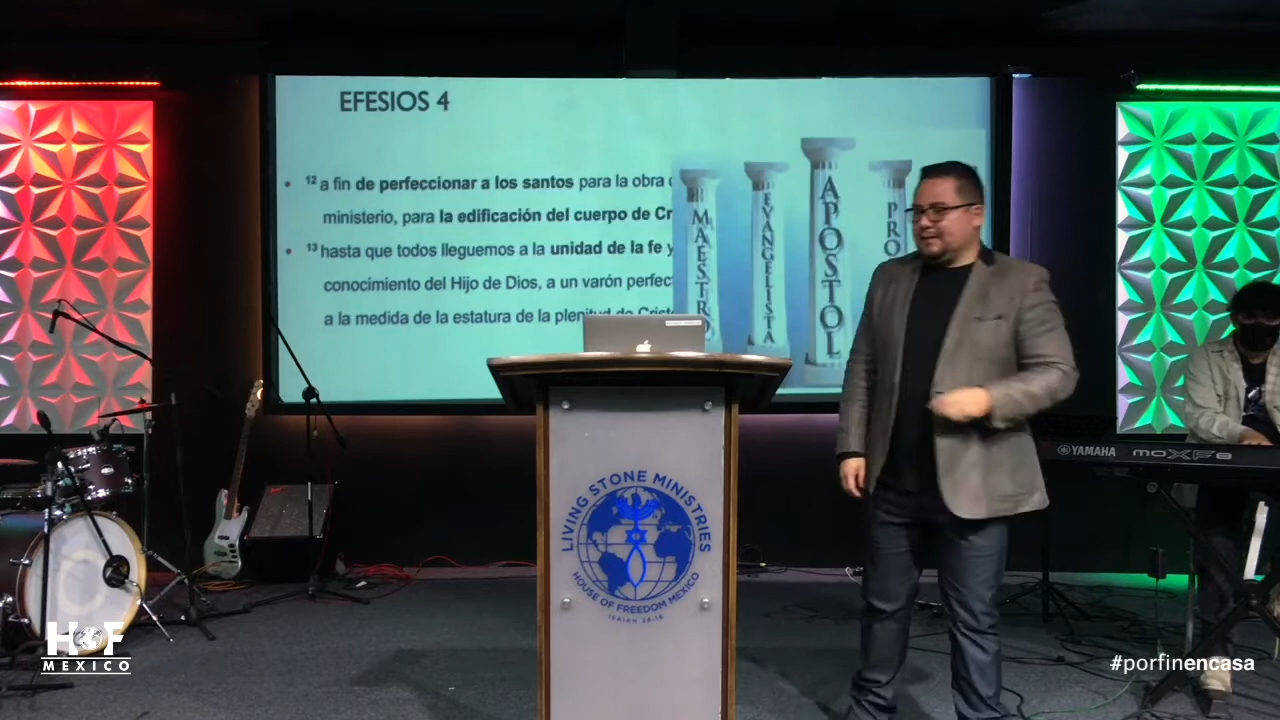 EFESIOS 4
• 12 a fin de perfeccionar a los santos para la obra
ministerio, para la edificación del cuerpo de
• 13 hasta que todos lleguemos a la unidad de la fe y
conocimiento del Hijo de Dios, a un varón
a la medida de la estatura de la plenitud de
MAESTRO
EVANGELISTA
APOSTOL
PRO
LIVING STONE MINISTRIES
HOUSE OF FREEDOM MEXICO
ISAIAH 28:16
YAMAHA MOXF8
HOF
MEXICO
#porfinencasa